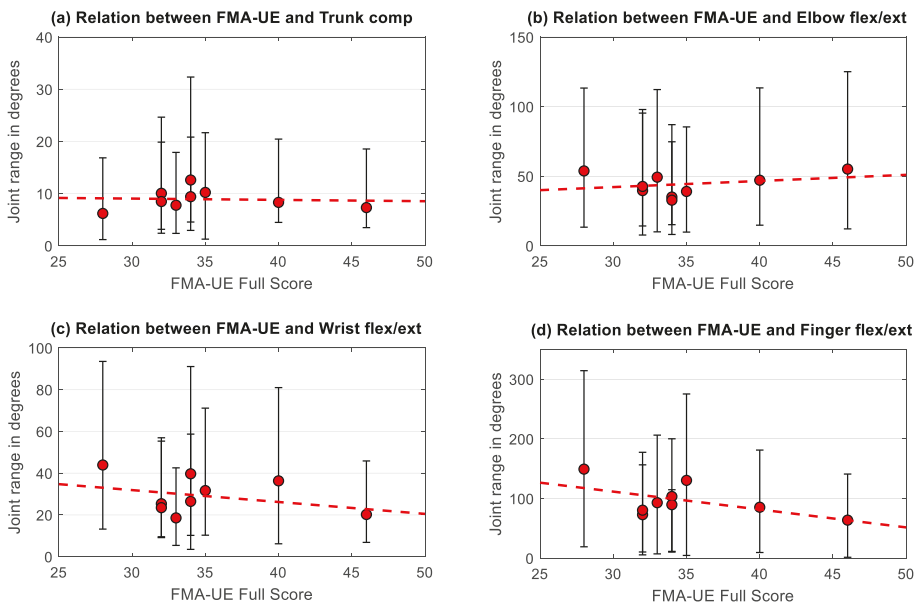 (a) Relation between FMA-UE and Trunk comp
40
30
20
10
0
Joint range in degrees
25 30 35 40 45 50
FMA-UE Full Score
(b) Relation between FMA-UE and Elbow flex/ext
150
100
50
0
Joint range in degrees
25 30 35 40 45 50
FMA-UE Full Score
(c) Relation between FMA-UE and Wrist flex/ext
100
80
60
40
20
0
Joint range in degrees
25 30 35 40 45 50
FMA-UE Full Score
(d) Relation between FMA-UE and Finger flex/ext
300
200
100
0
Joint range in degrees
25 30 35 40 45 50
FMA-UE Full Score